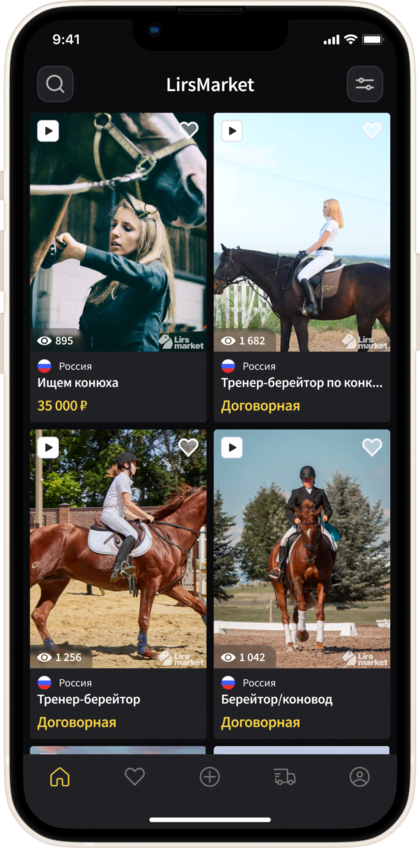 9:41
LirsMarket
895
Lirs
market
1 682
Lirs
market
Россия
Ищем конюха
35 000 ₽
Россия
Тренер-берейтор по конк...
Договорная
1 256
Lirs
market
1 042
Lirs
market
Россия
Тренер-берейтор
Договорная
Россия
Берейтор/коновод
Договорная